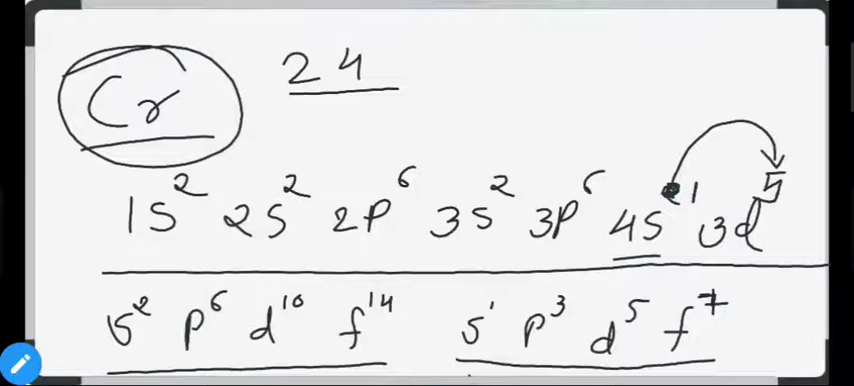 Cr 24
1s² 2s² 2p⁶ 3s² 3p⁶ 4s¹ 3d⁵
s² p⁶ d¹⁰ f¹⁴ s¹ p³ d⁵ f⁷